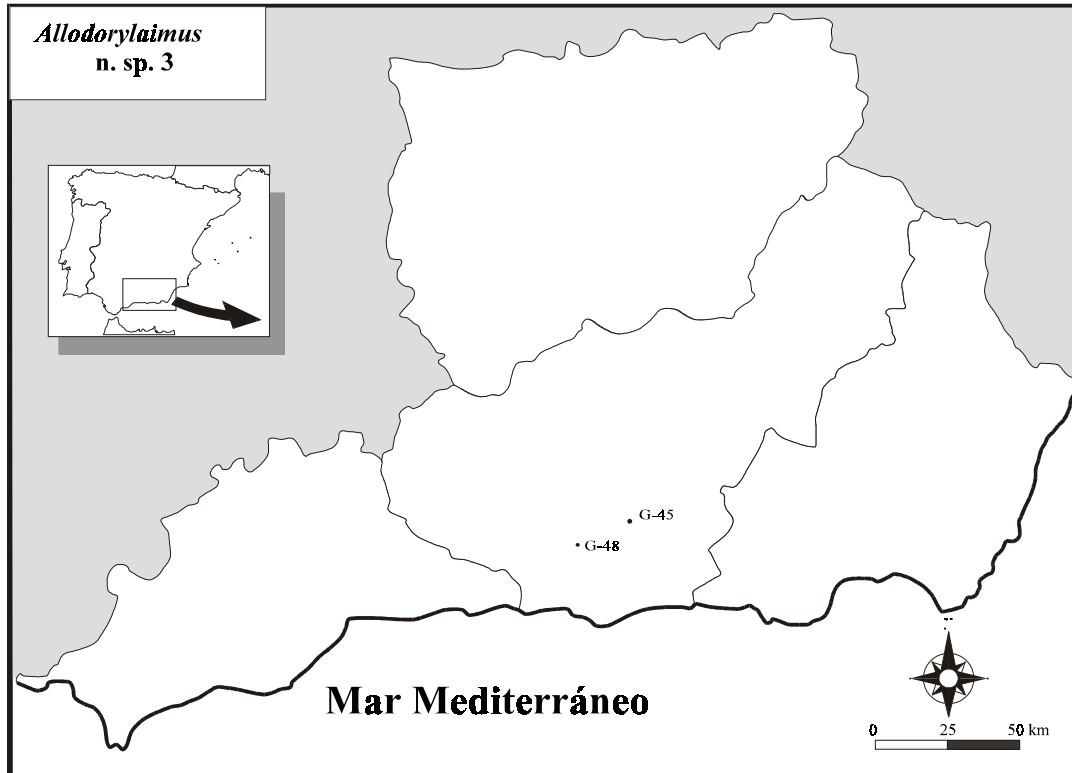 Allodorylaimus
n. sp. 3
G-45
G-48
Mar Mediterráneo
0 25 50 km